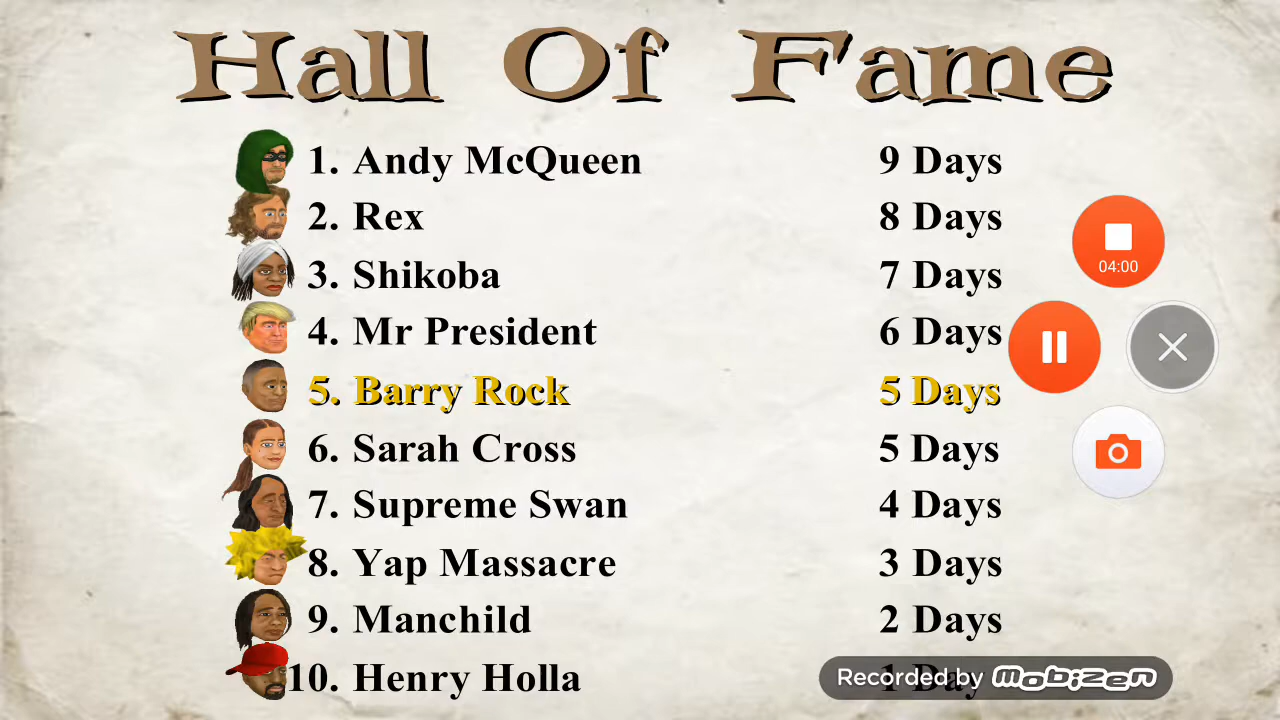 Hall Of Fame
1. Andy McQueen 9 Days
2. Rex 8 Days
3. Shikoba 7 Days
04:00
4. Mr President 6 Days
5. Barry Rock 5 Days
6. Sarah Cross 5 Days
7. Supreme Swan 4 Days
8. Yap Massacre 3 Days
9. Manchild 2 Days
10. Henry Holla 1 Day
Recorded by mobizen